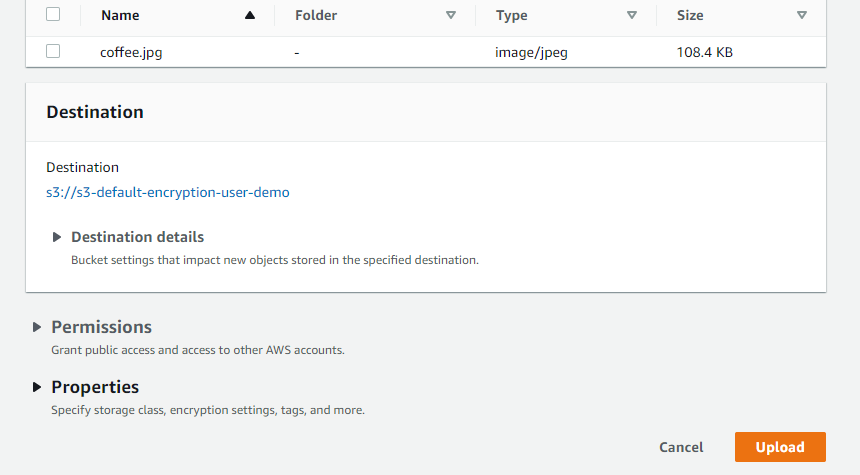 Name Folder Type Size
coffee.jpg - image/jpeg 108.4 KB
Destination
Destination
s3://s3-default-encryption-user-demo
Destination details
Bucket settings that impact new objects stored in the specified destination.
Permissions
Grant public access and access to other AWS accounts.
Properties
Specify storage class, encryption settings, tags, and more.
Cancel Upload